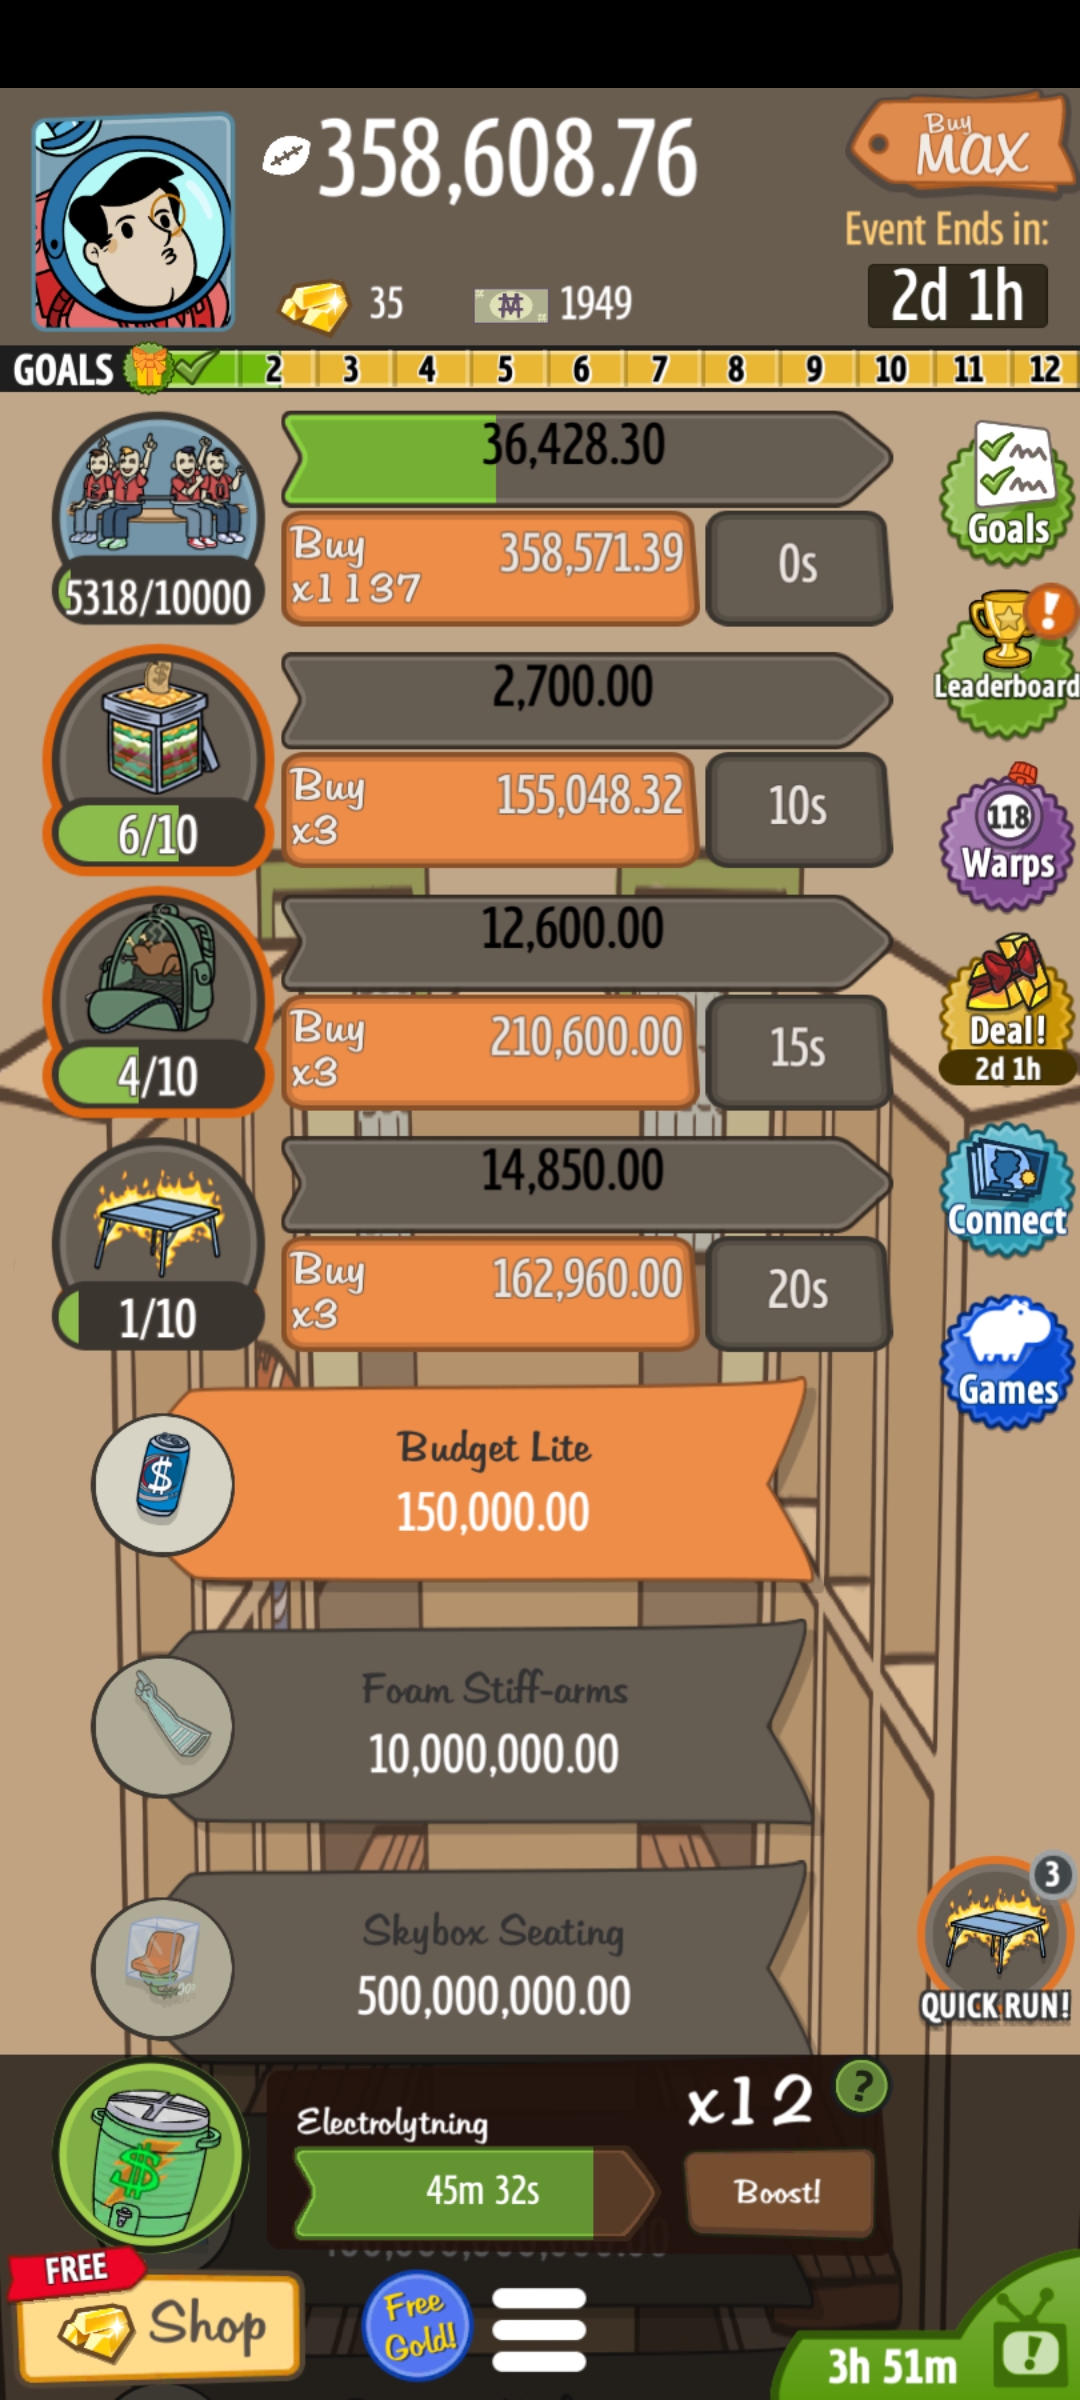 358,608.76
Buy
MAX
Event Ends in:
2d 1h
35
1949
GOALS 2 3 4 5 6 7 8 9 10 11 12
36,428.30
Buy
x1137
358,571.39
0s
5318/10000
Goals
2,700.00
Buy
x3
155,048.32
10s
6/10
!
Leaderboard
12,600.00
Buy
x3
210,600.00
15s
4/10
118
Warps
Deal!
2d 1h
14,850.00
Buy
x3
162,960.00
20s
1/10
Connect
Games
Budget Lite
150,000.00
Foam Stiff-arms
10,000,000.00
Skybox Seating
500,000,000.00
3
QUICK RUN!
Electrolytning
45m 32s
x12
?
Boost!
FREE
Shop
Free
Gold!
3h 51m
!